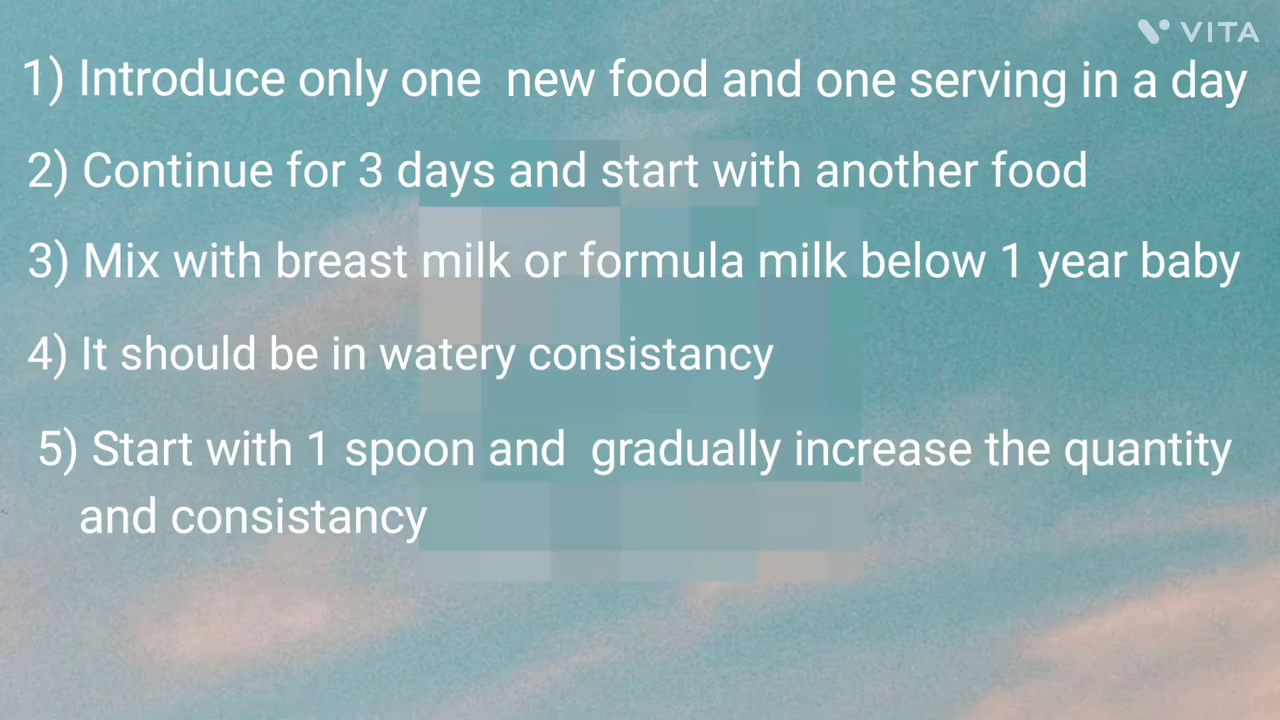 VITA
1) Introduce only one new food and one serving in a day
2) Continue for 3 days and start with another food
3) Mix with breast milk or formula milk below 1 year baby
4) It should be in watery consistancy
5) Start with 1 spoon and gradually increase the quantity
and consistancy